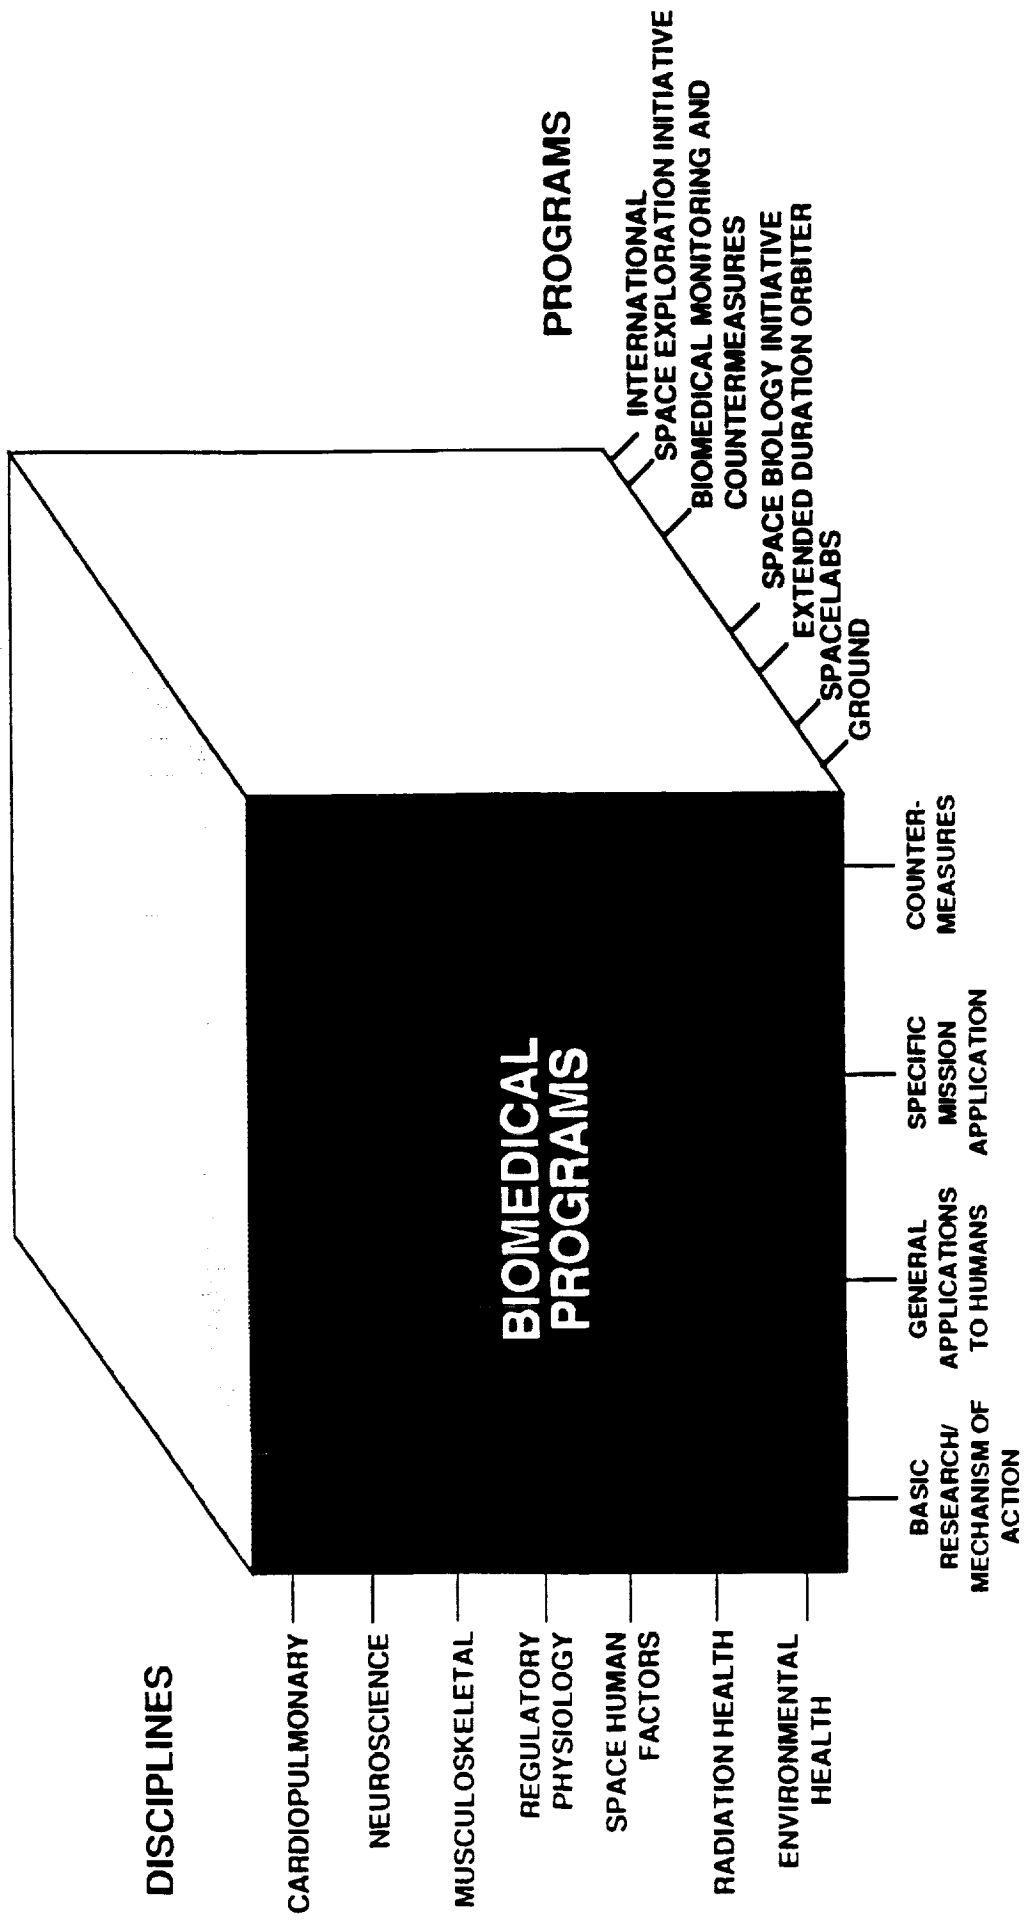 DISCIPLINES
CARDIOPULMONARY
NEUROSCIENCE
MUSCULOSKELETAL
REGULATORY
PHYSIOLOGY
SPACE HUMAN
FACTORS
RADIATION HEALTH
ENVIRONMENTAL
HEALTH
BIOMEDICAL
PROGRAMS
BASIC
RESEARCH/
MECHANISM OF
ACTION
GENERAL
APPLICATIONS
TO HUMANS
SPECIFIC
MISSION
APPLICATION
COUNTER-
MEASURES
PROGRAMS
INTERNATIONAL
SPACE EXPLORATION INITIATIVE
BIOMEDICAL MONITORING AND
COUNTERMEASURES
SPACE BIOLOGY INITIATIVE
EXTENDED DURATION ORBITER
SPACELABS
GROUND